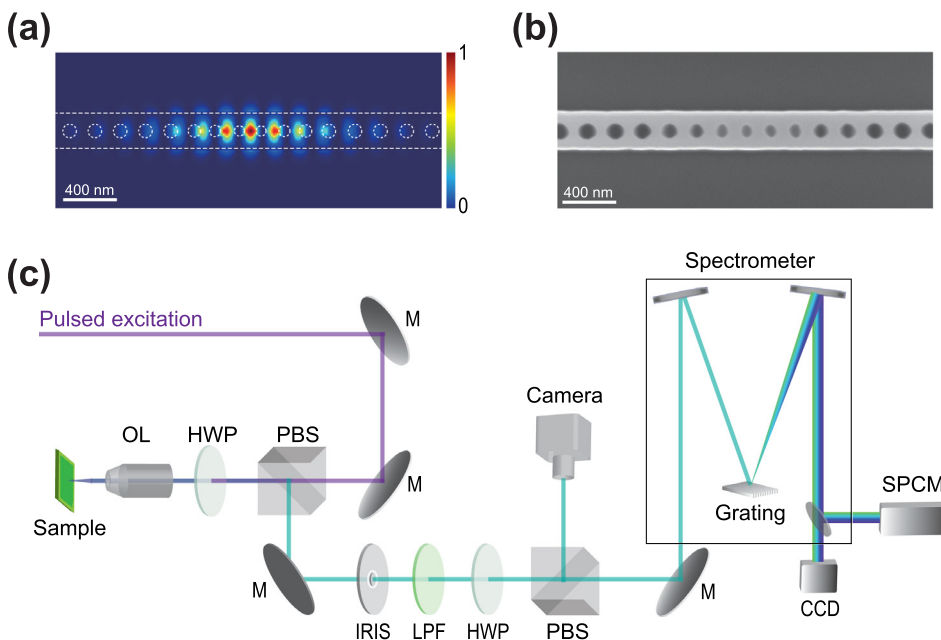 (a)
(b)
1
0
400 nm
400 nm
(c)
Spectrometer
Pulsed excitation
M
Camera
OL
HWP
PBS
SPCM
Sample
Grating
M
M
M
CCD
IRIS
LPF
HWP
PBS